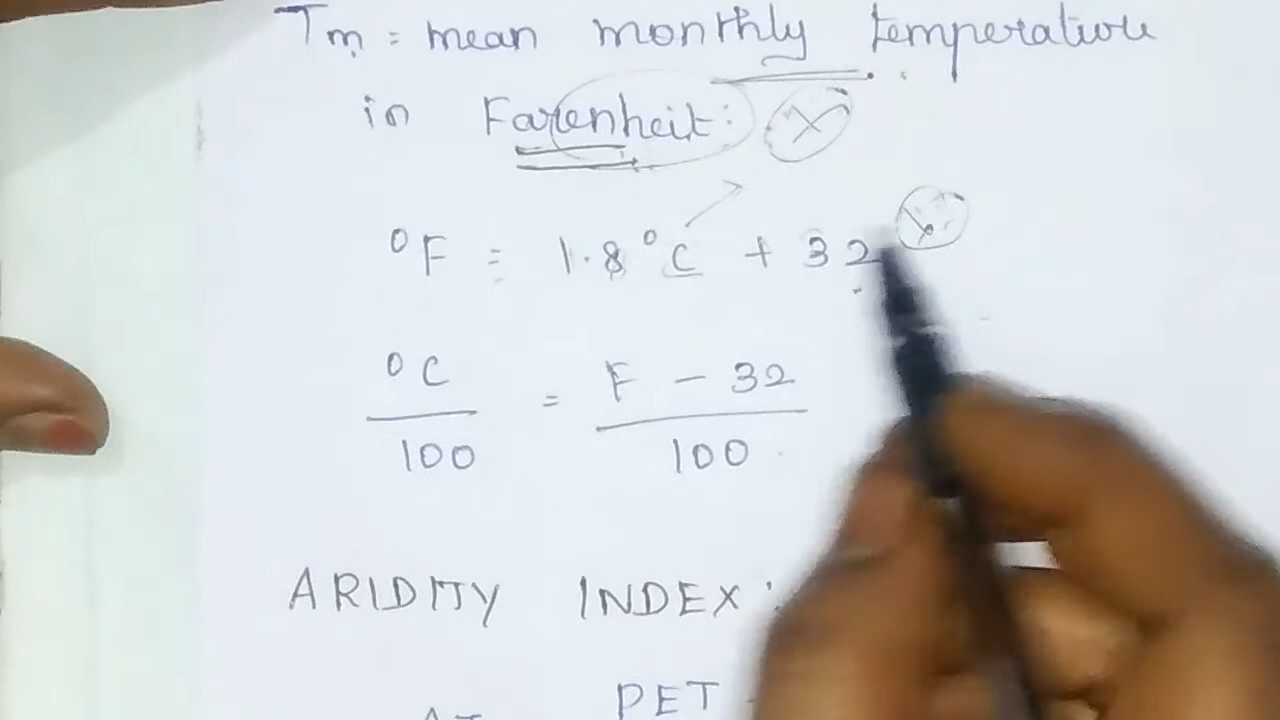 Tm = mean monthly temperature
in Farenheit:
°F = 1.8 °C + 32
°C / 100 = F - 32 / 100
ARIDITY INDEX :
PET -